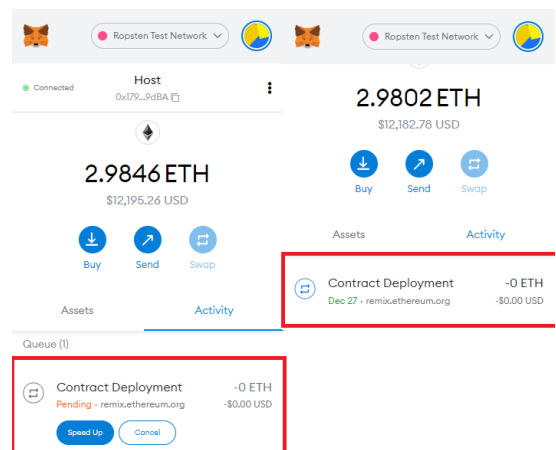 Ropsten Test Network
Connected
Host
0x179...9dBA
2.9846 ETH
$12,195.26 USD
Buy
Send
Swap
Assets
Activity
Queue (1)
Contract Deployment
-0 ETH
Pending - remix.ethereum.org
-$0.00 USD
Speed Up
Cancel
Ropsten Test Network
2.9802 ETH
$12,182.78 USD
Buy
Send
Swap
Assets
Activity
Contract Deployment
-0 ETH
Dec 27 · remix.ethereum.org
-$0.00 USD